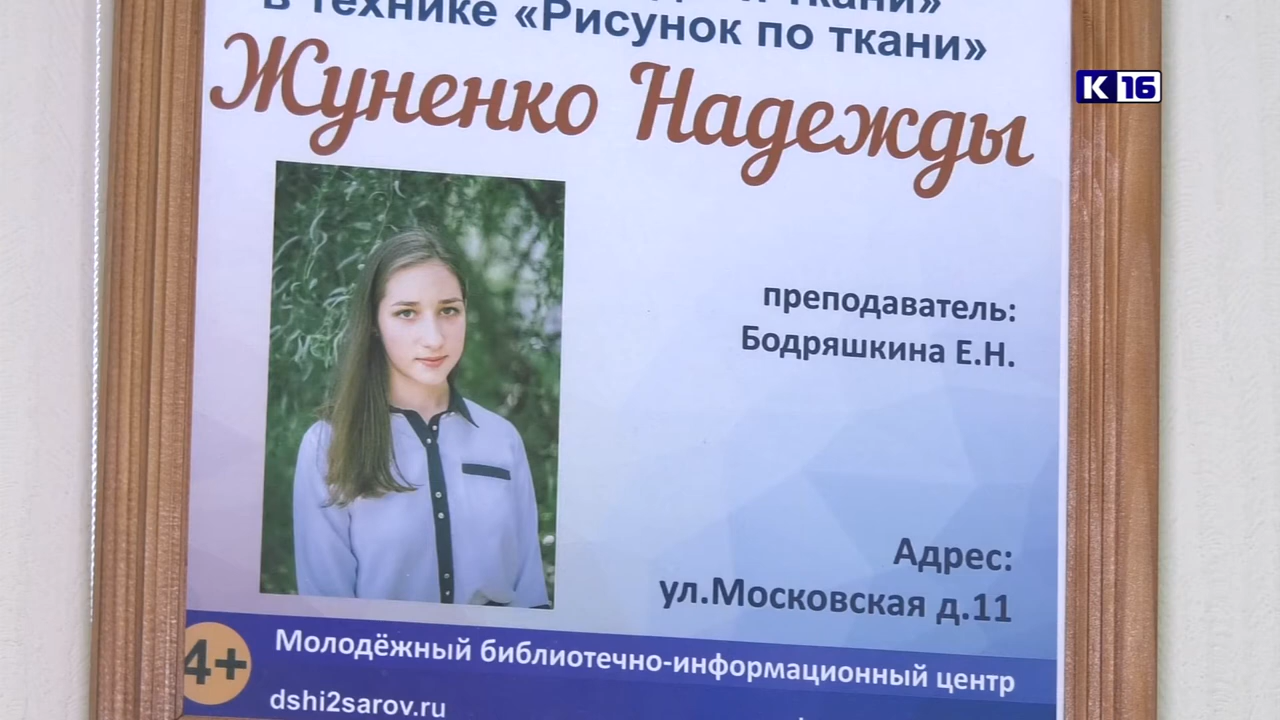 ткани»
в технике «Рисунок по ткани»
Жуненко Надежды
К 16
преподаватель:
Бодряшкина Е.Н.
Адрес:
ул.Московская д.11
4+
Молодёжный библиотечно-информационный центр
dshi2sarov.ru